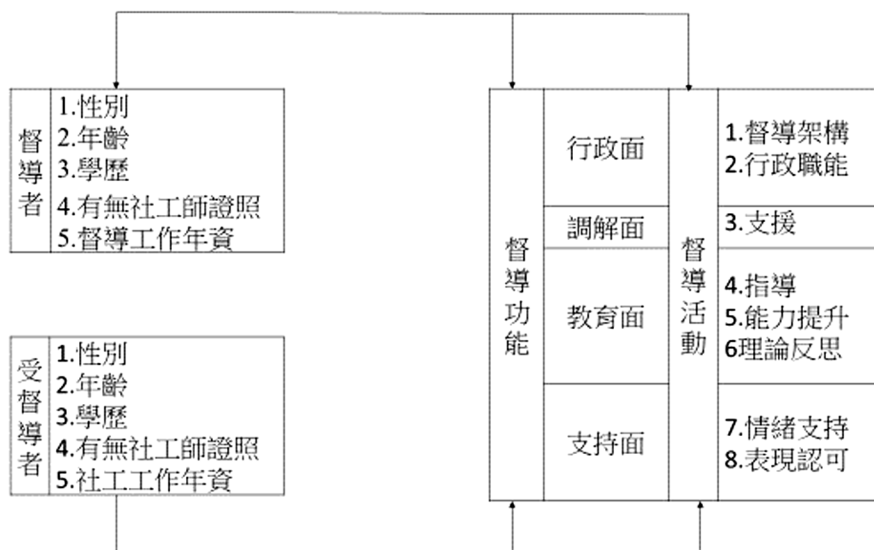 督導者
1.性別
2.年齡
3.學歷
4.有無社工師證照
5.督導工作年資
受督導者
1.性別
2.年齡
3.學歷
4.有無社工師證照
5.社工工作年資
督導功能
行政面
調解面
教育面
支持面
督導活動
1.督導架構
2.行政職能
3.支援
4.指導
5.能力提升
6理論反思
7.情緒支持
8.表現認可